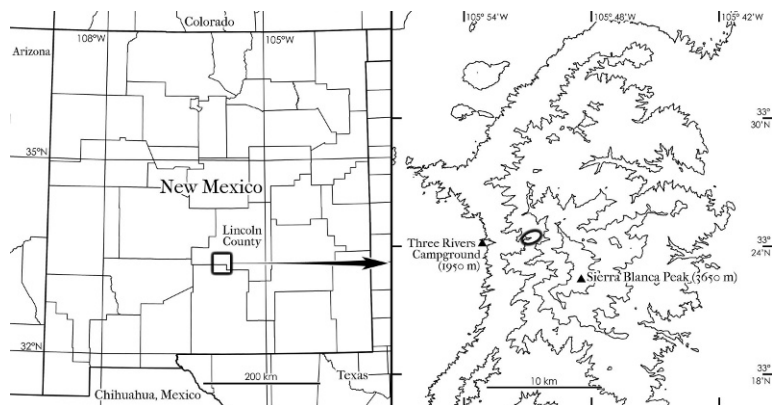 Colorado
108°W
105°W
Arizona
35°N
New Mexico
Lincoln
County
32°N
200 km
Texas
Chihuahua, Mexico
105° 54'W
105° 48'W
105° 42'W
33°
30'N
Three Rivers
Campground
(1950 m)
33°
24'N
Sierra Blanca Peak (3650 m)
10 km
33°
18'N